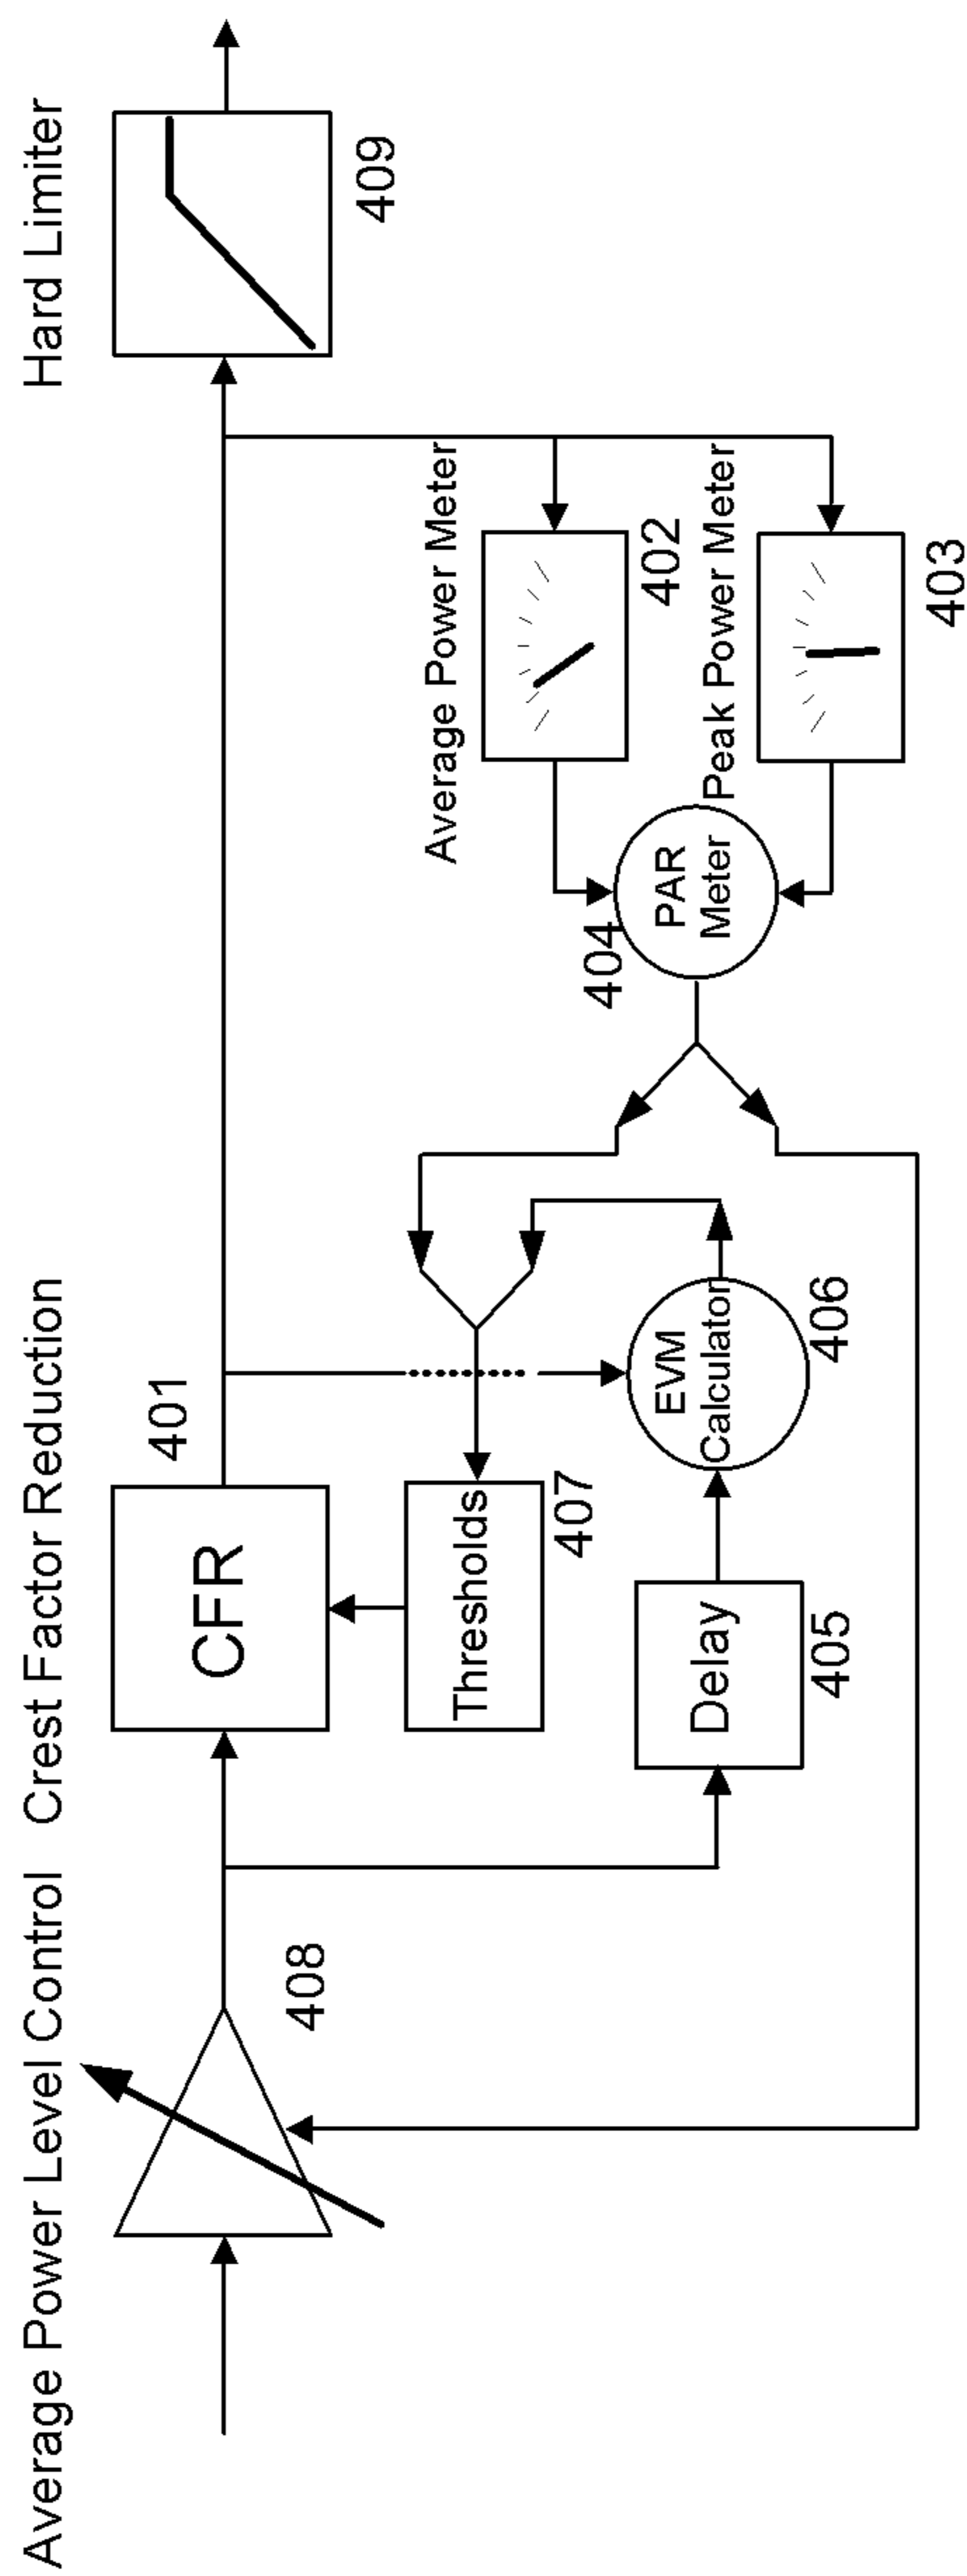 Average Power Level Control
Crest Factor Reduction
Hard Limiter
408
CFR
401
409
Thresholds
407
Average Power Meter
402
Delay
405
EVM
Calculator
406
404
PAR
Meter
Peak Power Meter
403